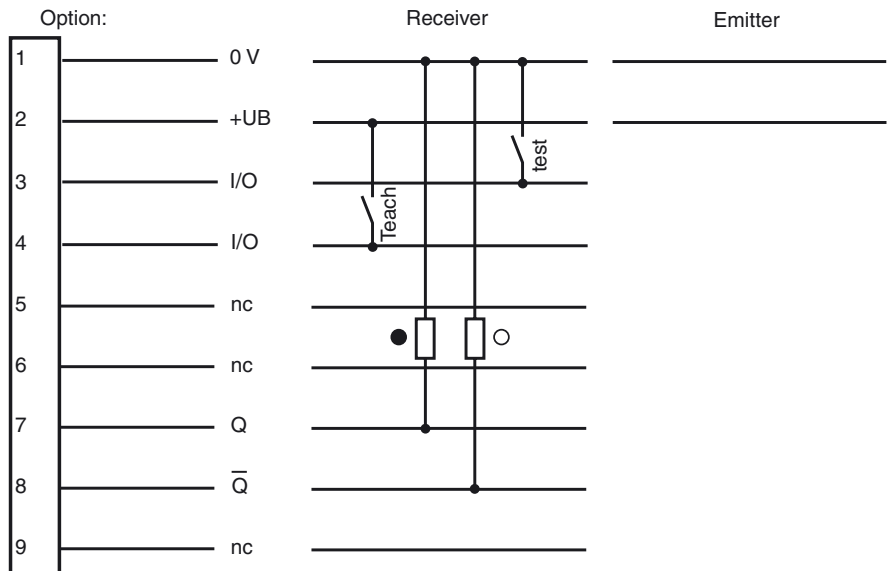 Option: Receiver Emitter
1 0 V
2 +UB
test
3 I/O
Teach
4 I/O
5 nc
6 nc
7 Q
8 Q̅
9 nc